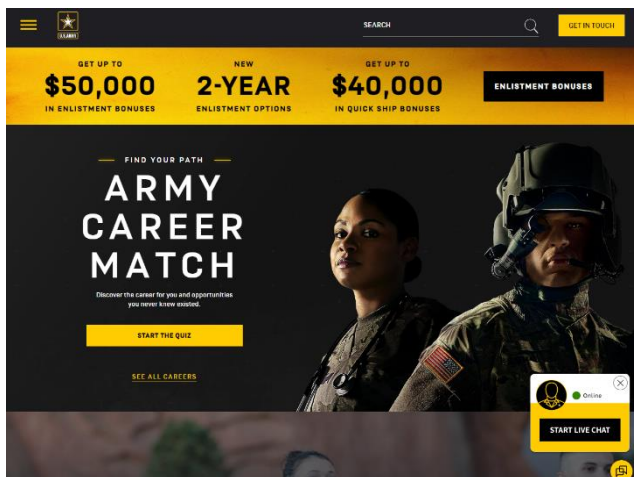 U.S.ARMY
SEARCH
GET IN TOUCH
GET UP TO
$50,000
IN ENLISTMENT BONUSES
NEW
2-YEAR
ENLISTMENT OPTIONS
GET UP TO
$40,000
IN QUICK SHIP BONUSES
ENLISTMENT BONUSES
FIND YOUR PATH
ARMY
CAREER
MATCH
Discover the career for you and opportunities
you never knew existed.
START THE QUIZ
SEE ALL CAREERS
Online
START LIVE CHAT